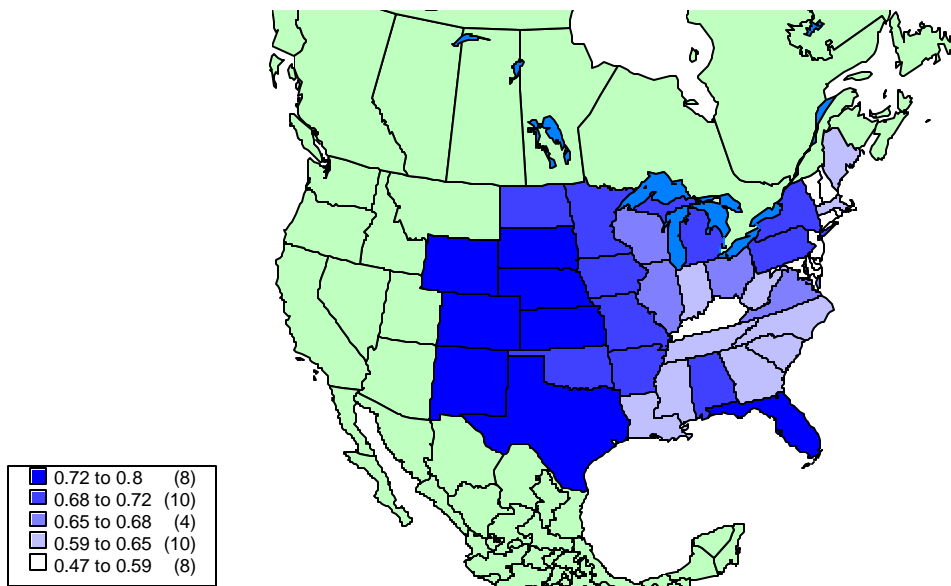 0.72 to 0.8 (8)
0.68 to 0.72 (10)
0.65 to 0.68 (4)
0.59 to 0.65 (10)
0.47 to 0.59 (8)